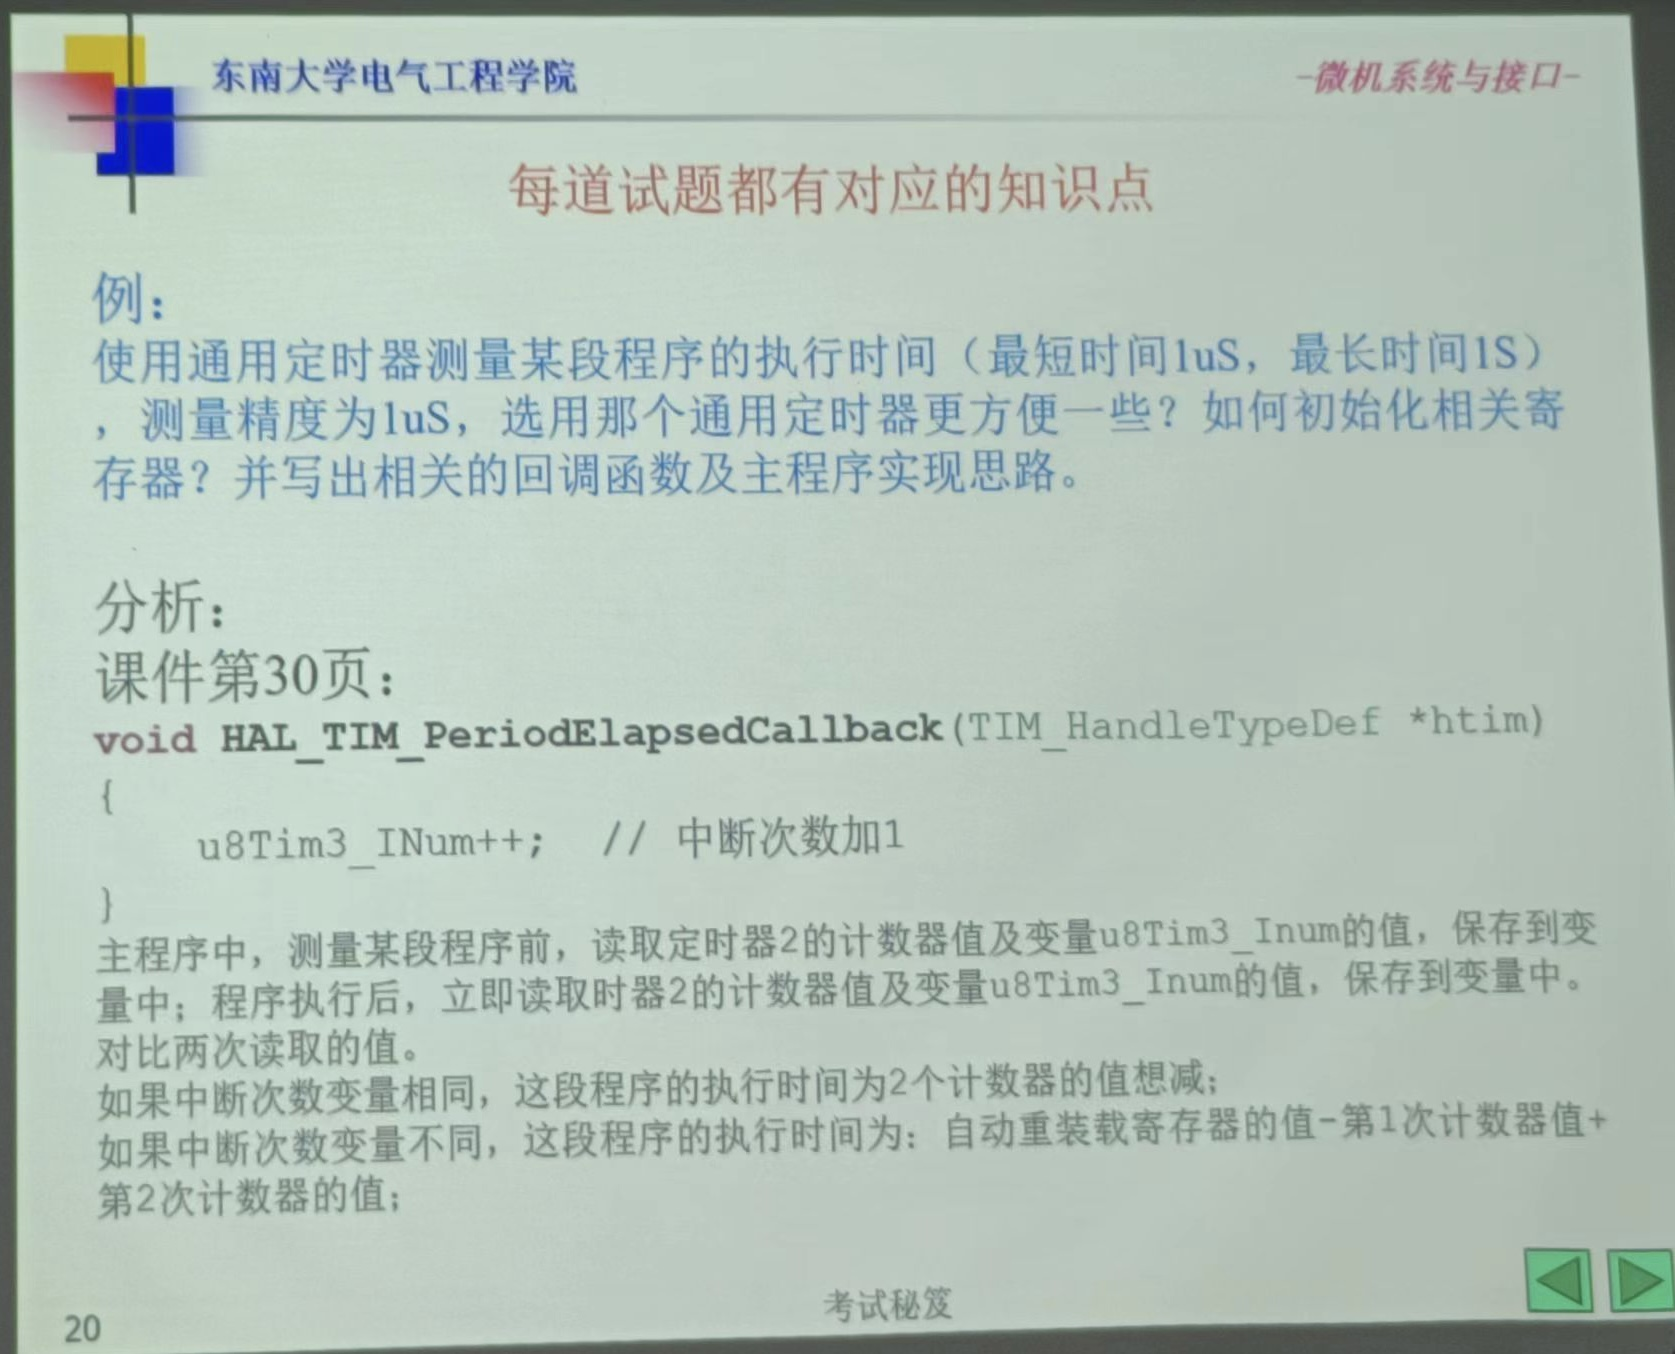 东南大学电气工程学院
-微机系统与接口-
每道试题都有对应的知识点
例：
使用通用定时器测量某段程序的执行时间（最短时间1uS，最长时间1S）
，测量精度为1uS，选用那个通用定时器更方便一些？如何初始化相关寄
存器？并写出相关的回调函数及主程序实现思路。
分析：
课件第30页：
void HAL_TIM_PeriodElapsedCallback(TIM_HandleTypeDef *htim)
{
u8Tim3_INum++; // 中断次数加1
}
主程序中，测量某段程序前，读取定时器2的计数器值及变量u8Tim3_Inum的值，保存到变
量中；程序执行后，立即读取时器2的计数器值及变量u8Tim3_Inum的值，保存到变量中。
对比两次读取的值。
如果中断次数变量相同，这段程序的执行时间为2个计数器的值想减；
如果中断次数变量不同，这段程序的执行时间为：自动重装载寄存器的值-第1次计数器值+
第2次计数器的值；
考试秘笈
20